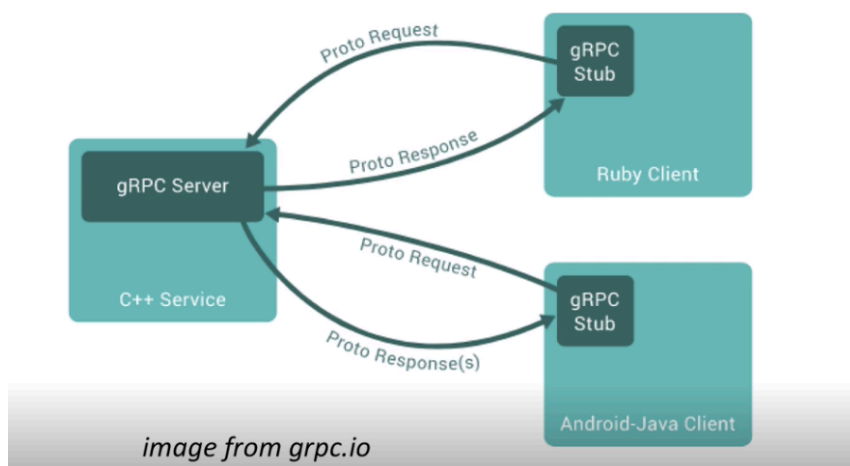 Proto Request
gRPC
Stub
Ruby Client
Proto Response
gRPC Server
C++ Service
Proto Request
gRPC
Stub
Proto Response(s)
Android-Java Client
image from grpc.io